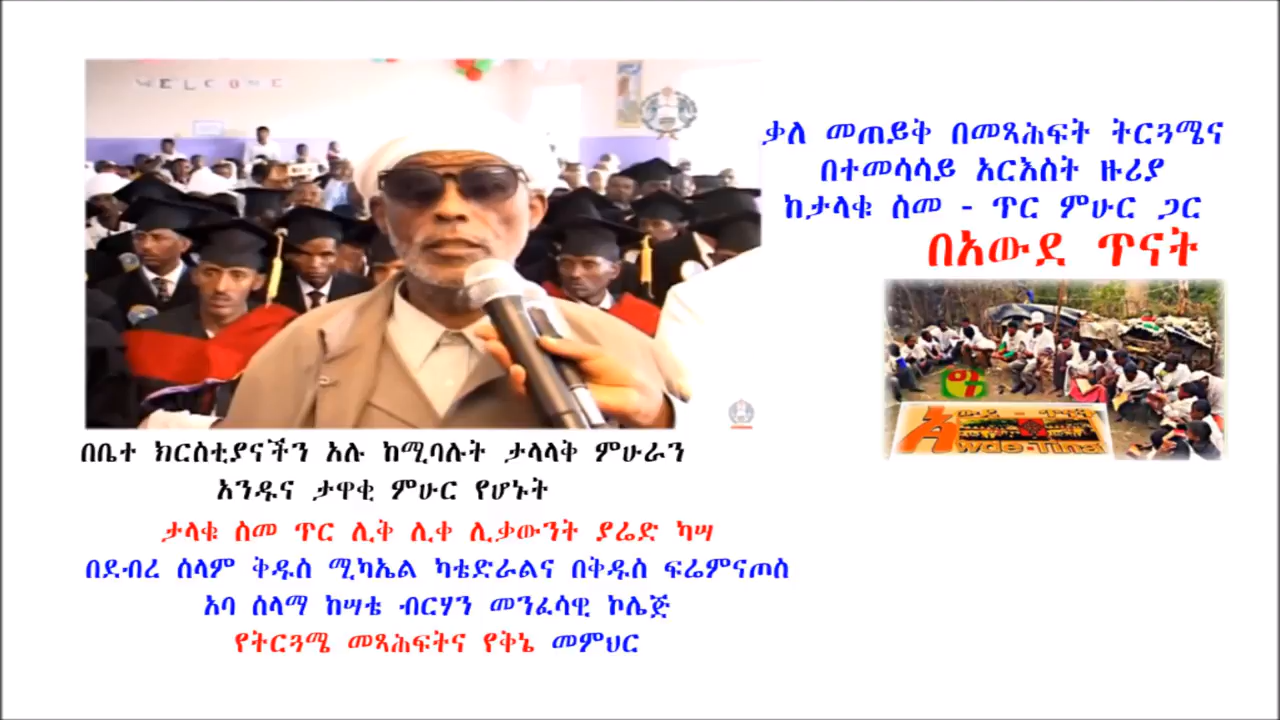 WELCOME
ቃለ መጠይቅ በመጻሕፍት ትርጓሜና
በተመሳሳይ አርእስት ዙሪያ
ከታላቁ ስመ - ጥር ምሁር ጋር
በአውደ ጥናት
በቤተ ክርስቲያናችን አሉ ከሚባሉት ታላላቅ ምሁራን
አንዱና ታዋቂ ምሁር የሆኑት
ታላቁ ስመ ጥር ሊቅ ሊቀ ሊቃውንት ያሬድ ካሣ
በደብረ ሰላም ቅዱስ ሚካኤል ካቴድራልና በቅዱስ ፍሬምናጦስ
አባ ሰላማ ከሣቴ ብርሃን መንፈሳዊ ኮሌጅ
የትርጓሜ መጻሕፍትና የቅኔ መምህር